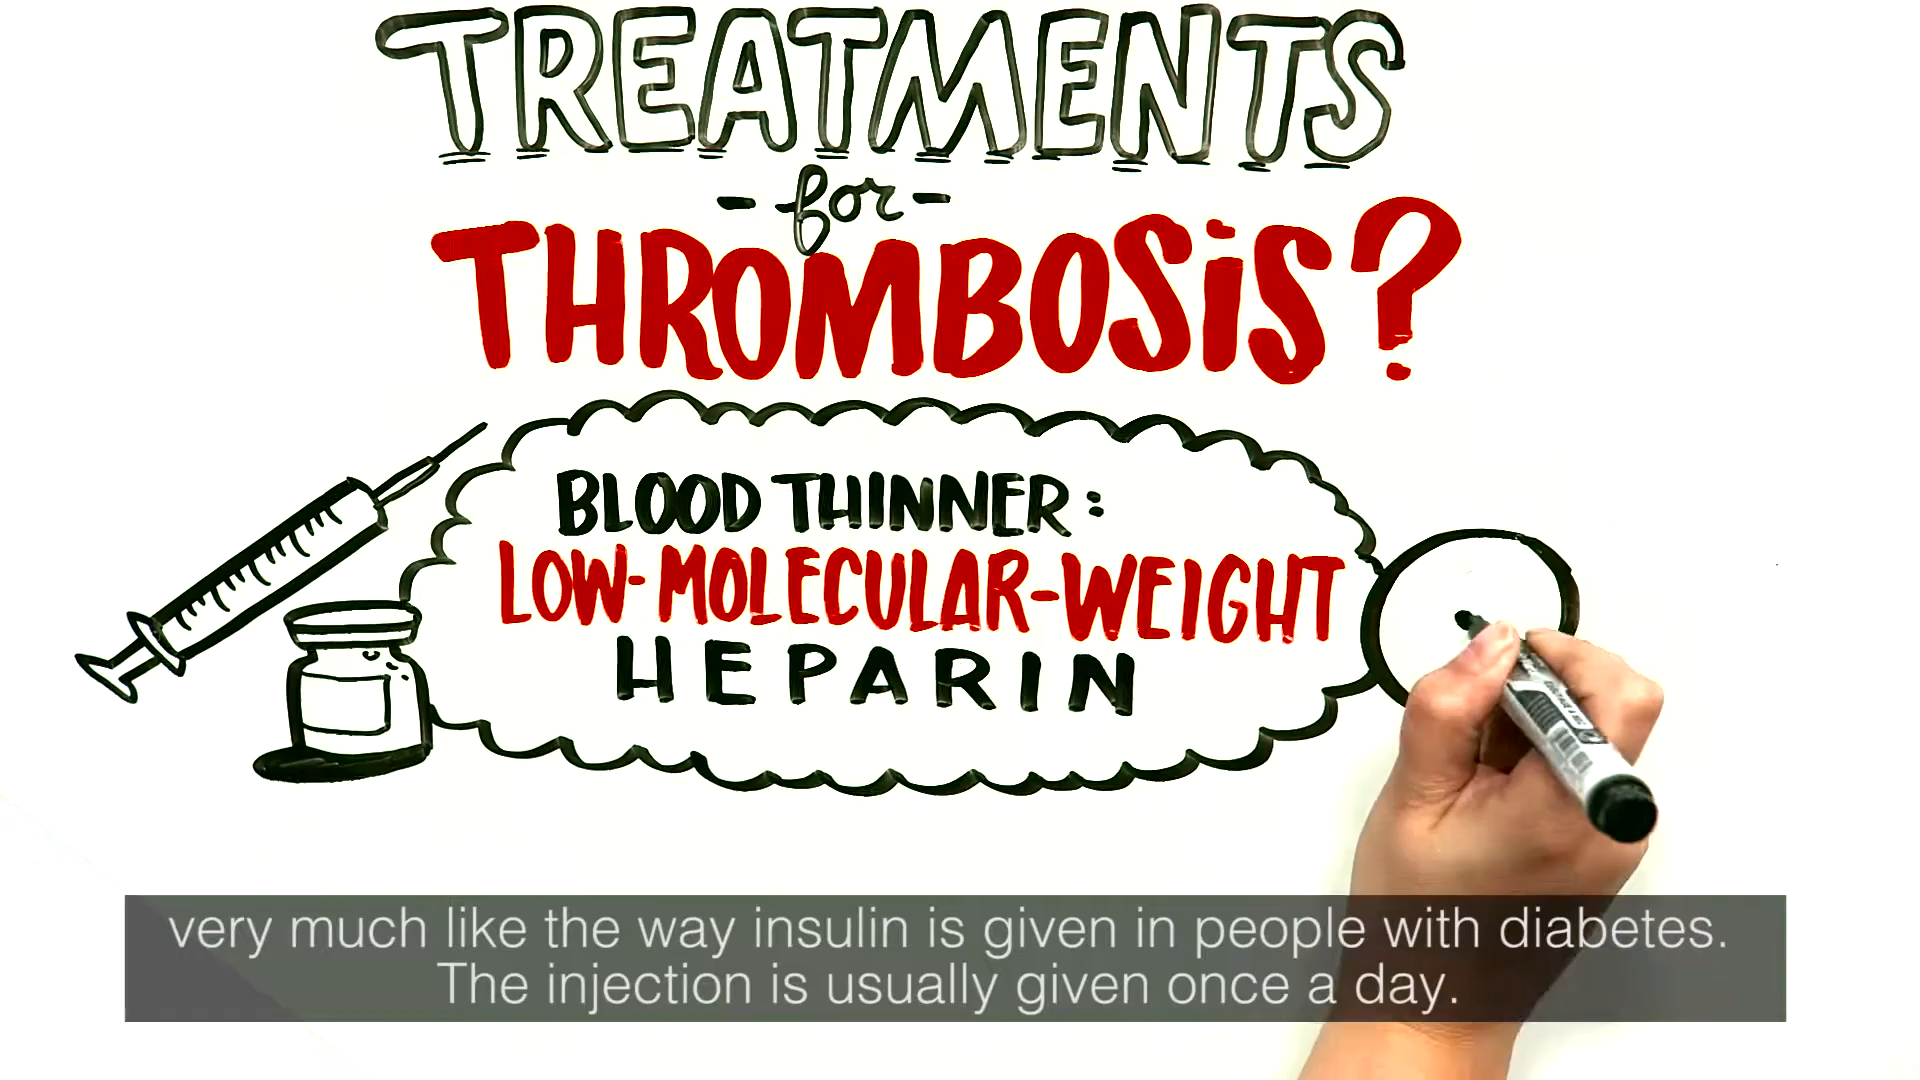 TREATMENTS
- for -
THROMBOSIS?
BLOOD THINNER:
LOW-MOLECULAR-WEIGHT
HEPARIN
very much like the way insulin is given in people with diabetes.
The injection is usually given once a day.